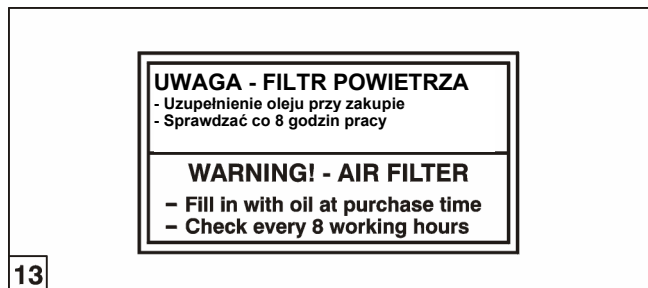 UWAGA - FILTR POWIETRZA
- Uzupełnienie oleju przy zakupie
- Sprawdzać co 8 godzin pracy
WARNING! - AIR FILTER
– Fill in with oil at purchase time
– Check every 8 working hours
13